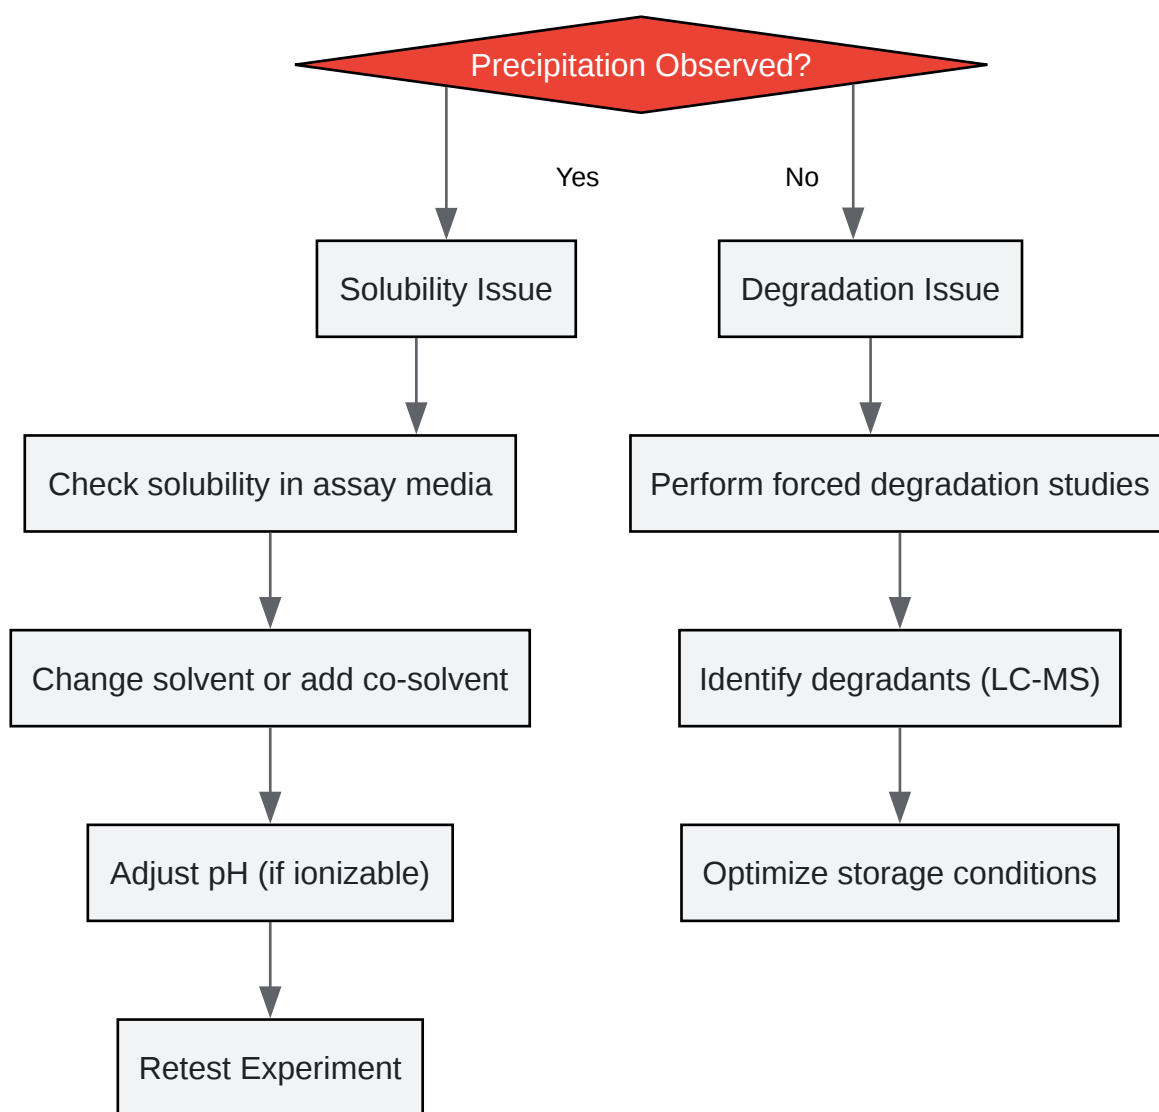 Precipitation Observed?
Yes
No
Solubility Issue
Degradation Issue
Check solubility in assay media
Perform forced degradation studies
Change solvent or add co-solvent
Identify degradants (LC-MS)
Adjust pH (if ionizable)
Optimize storage conditions
Retest Experiment